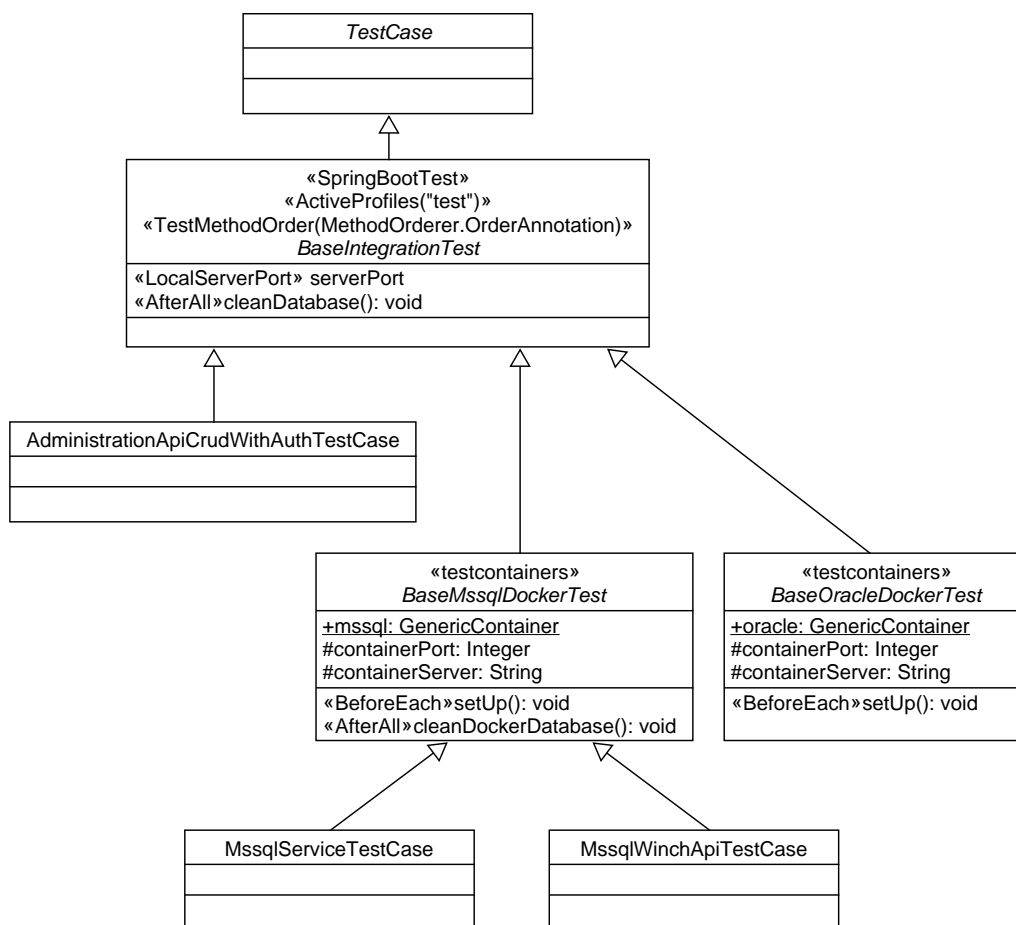 TestCase
«SpringBootTest»
«ActiveProfiles("test")»
«TestMethodOrder(MethodOrderer.OrderAnnotation)»
BaseIntegrationTest
«LocalServerPort» serverPort
«AfterAll»cleanDatabase(): void
AdministrationApiCrudWithAuthTestCase
«testcontainers»
BaseMssqlDockerTest
+mssql: GenericContainer
#containerPort: Integer
#containerServer: String
«BeforeEach»setUp(): void
«AfterAll»cleanDockerDatabase(): void
«testcontainers»
BaseOracleDockerTest
+oracle: GenericContainer
#containerPort: Integer
#containerServer: String
«BeforeEach»setUp(): void
MssqlServiceTestCase
MssqlWinchApiTestCase